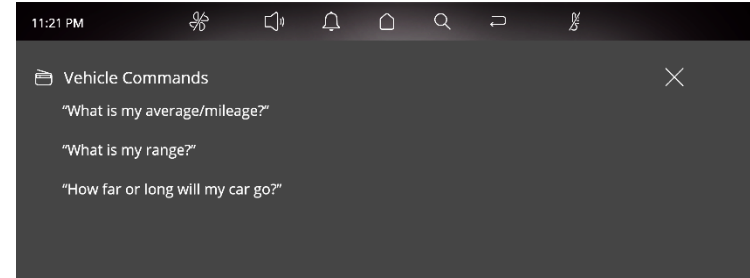 11:21 PM
Vehicle Commands
“What is my average/mileage?“
“What is my range?”
“How far or long will my car go?”